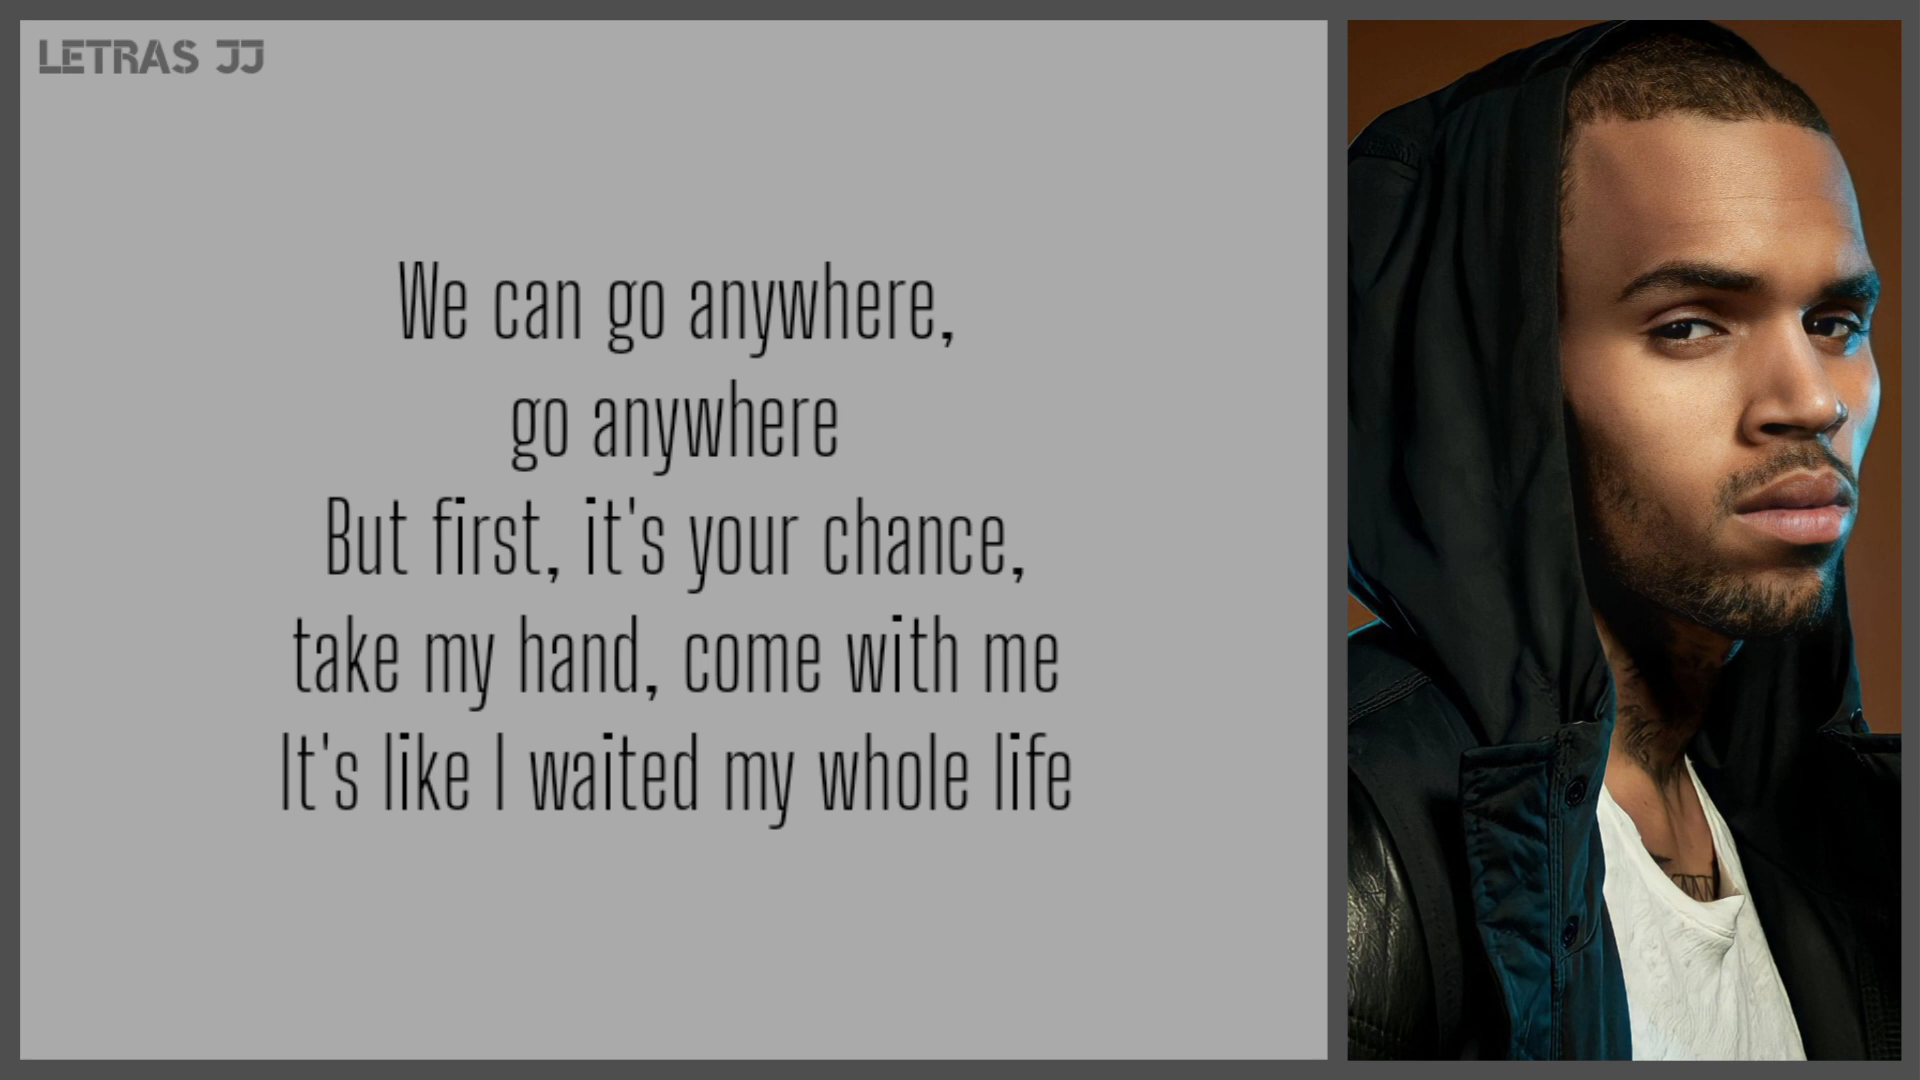 LETRAS JJ
We can go anywhere,
go anywhere
But first, it's your chance,
take my hand, come with me
It's like I waited my whole life